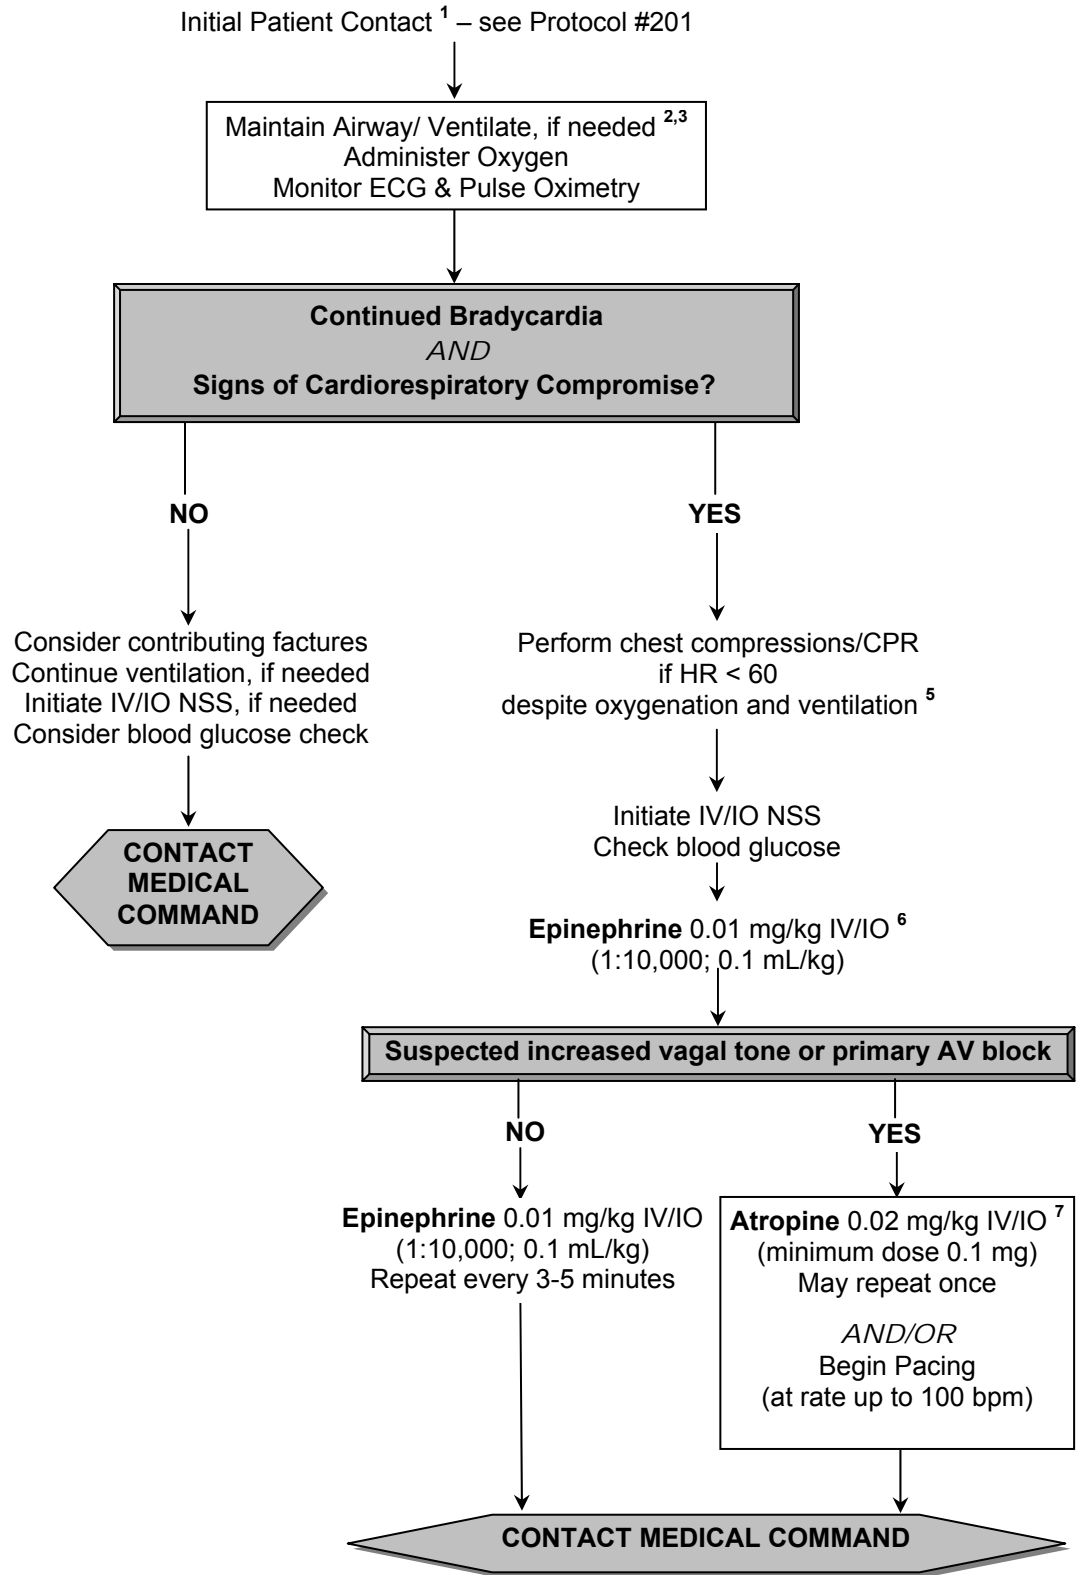 Initial Patient Contact 1 – see Protocol #201
Maintain Airway/ Ventilate, if needed 2,3
Administer Oxygen
Monitor ECG & Pulse Oximetry
Continued Bradycardia
AND
Signs of Cardiorespiratory Compromise?
NO
YES
Consider contributing factures
Continue ventilation, if needed
Initiate IV/IO NSS, if needed
Consider blood glucose check
CONTACT
MEDICAL
COMMAND
Perform chest compressions/CPR
if HR < 60
despite oxygenation and ventilation 5
Initiate IV/IO NSS
Check blood glucose
Epinephrine 0.01 mg/kg IV/IO 6
(1:10,000; 0.1 mL/kg)
Suspected increased vagal tone or primary AV block
NO
YES
Epinephrine 0.01 mg/kg IV/IO
(1:10,000; 0.1 mL/kg)
Repeat every 3-5 minutes
Atropine 0.02 mg/kg IV/IO 7
(minimum dose 0.1 mg)
May repeat once
AND/OR
Begin Pacing
(at rate up to 100 bpm)
CONTACT MEDICAL COMMAND